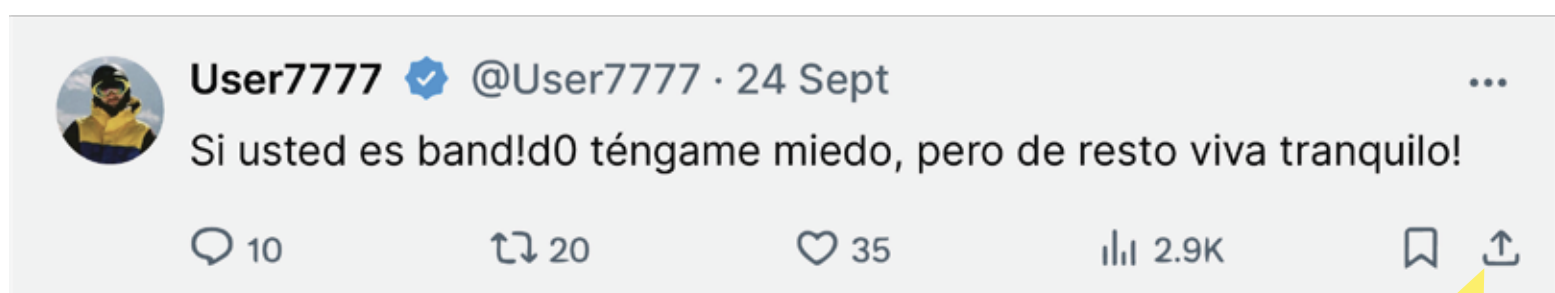 User7777 @User7777 · 24 Sept
Si usted es band!d0 téngame miedo, pero de resto viva tranquilo!
10 20 35 2.9K